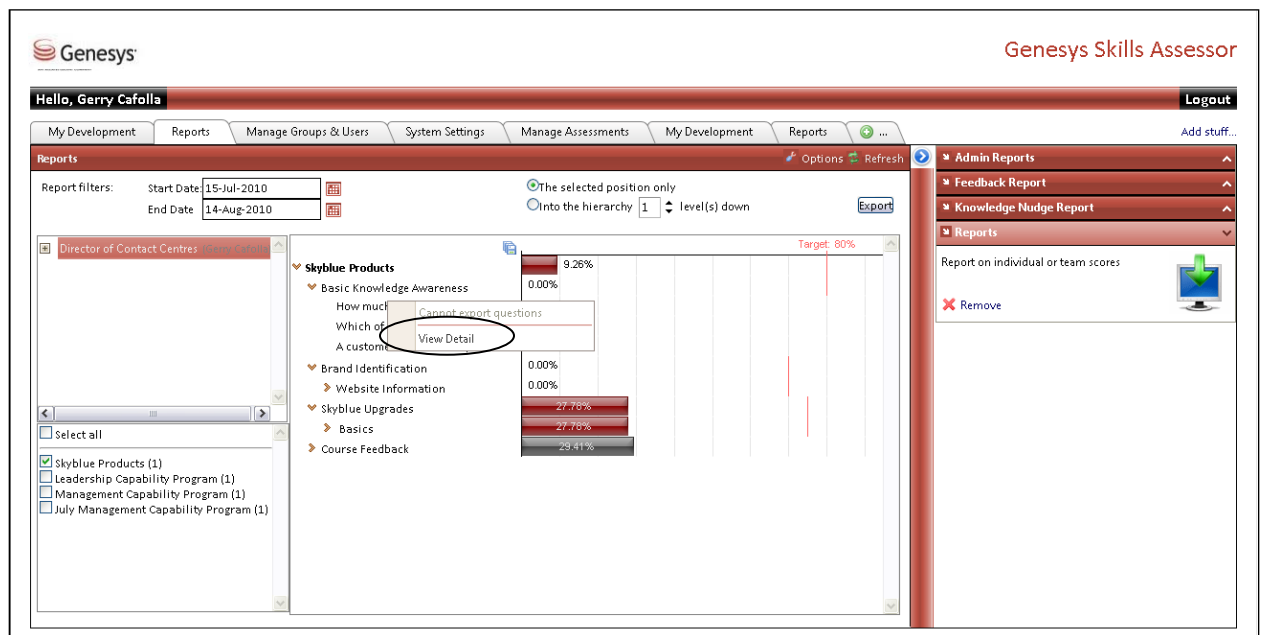 Genesys
Genesys Skills Assessor
Hello, Gerry Cafolla
Logout
My Development
Reports
Manage Groups & Users
System Settings
Manage Assessments
My Development
Reports
...
Add stuff...
Reports
Options
Refresh
Report filters:
Start Date: 15-Jul-2010
End Date 14-Aug-2010
The selected position only
Into the hierarchy 1 level(s) down
Export
Director of Contact Centres (Gerry Cafolla
Select all
Skyblue Products (1)
Leadership Capability Program (1)
Management Capability Program (1)
July Management Capability Program (1)
Target: 80%
Skyblue Products 9.26%
Basic Knowledge Awareness 0.00%
How much
Which of
A custome
Cannot export questions
View Detail
Brand Identification 0.00%
Website Information 0.00%
Skyblue Upgrades 27.78%
Basics 27.78%
Course Feedback 29.41%
Admin Reports
Feedback Report
Knowledge Nudge Report
Reports
Report on individual or team scores
Remove